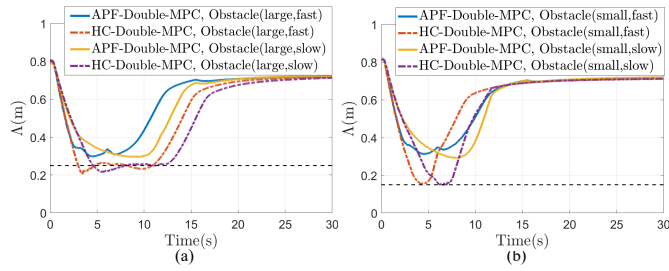 APF-Double-MPC, Obstacle(large,fast)
HC-Double-MPC, Obstacle(large,fast)
APF-Double-MPC, Obstacle(large,slow)
HC-Double-MPC, Obstacle(large,slow)
0.8
0.6
0.4
0.2
0
Λ(m)
0 5 10 15 20 25 30
Time(s)
(a)
APF-Double-MPC, Obstacle(small,fast)
HC-Double-MPC, Obstacle(small,fast)
APF-Double-MPC, Obstacle(small,slow)
HC-Double-MPC, Obstacle(small,slow)
0.8
0.6
0.4
0.2
0
Λ(m)
0 5 10 15 20 25 30
Time(s)
(b)